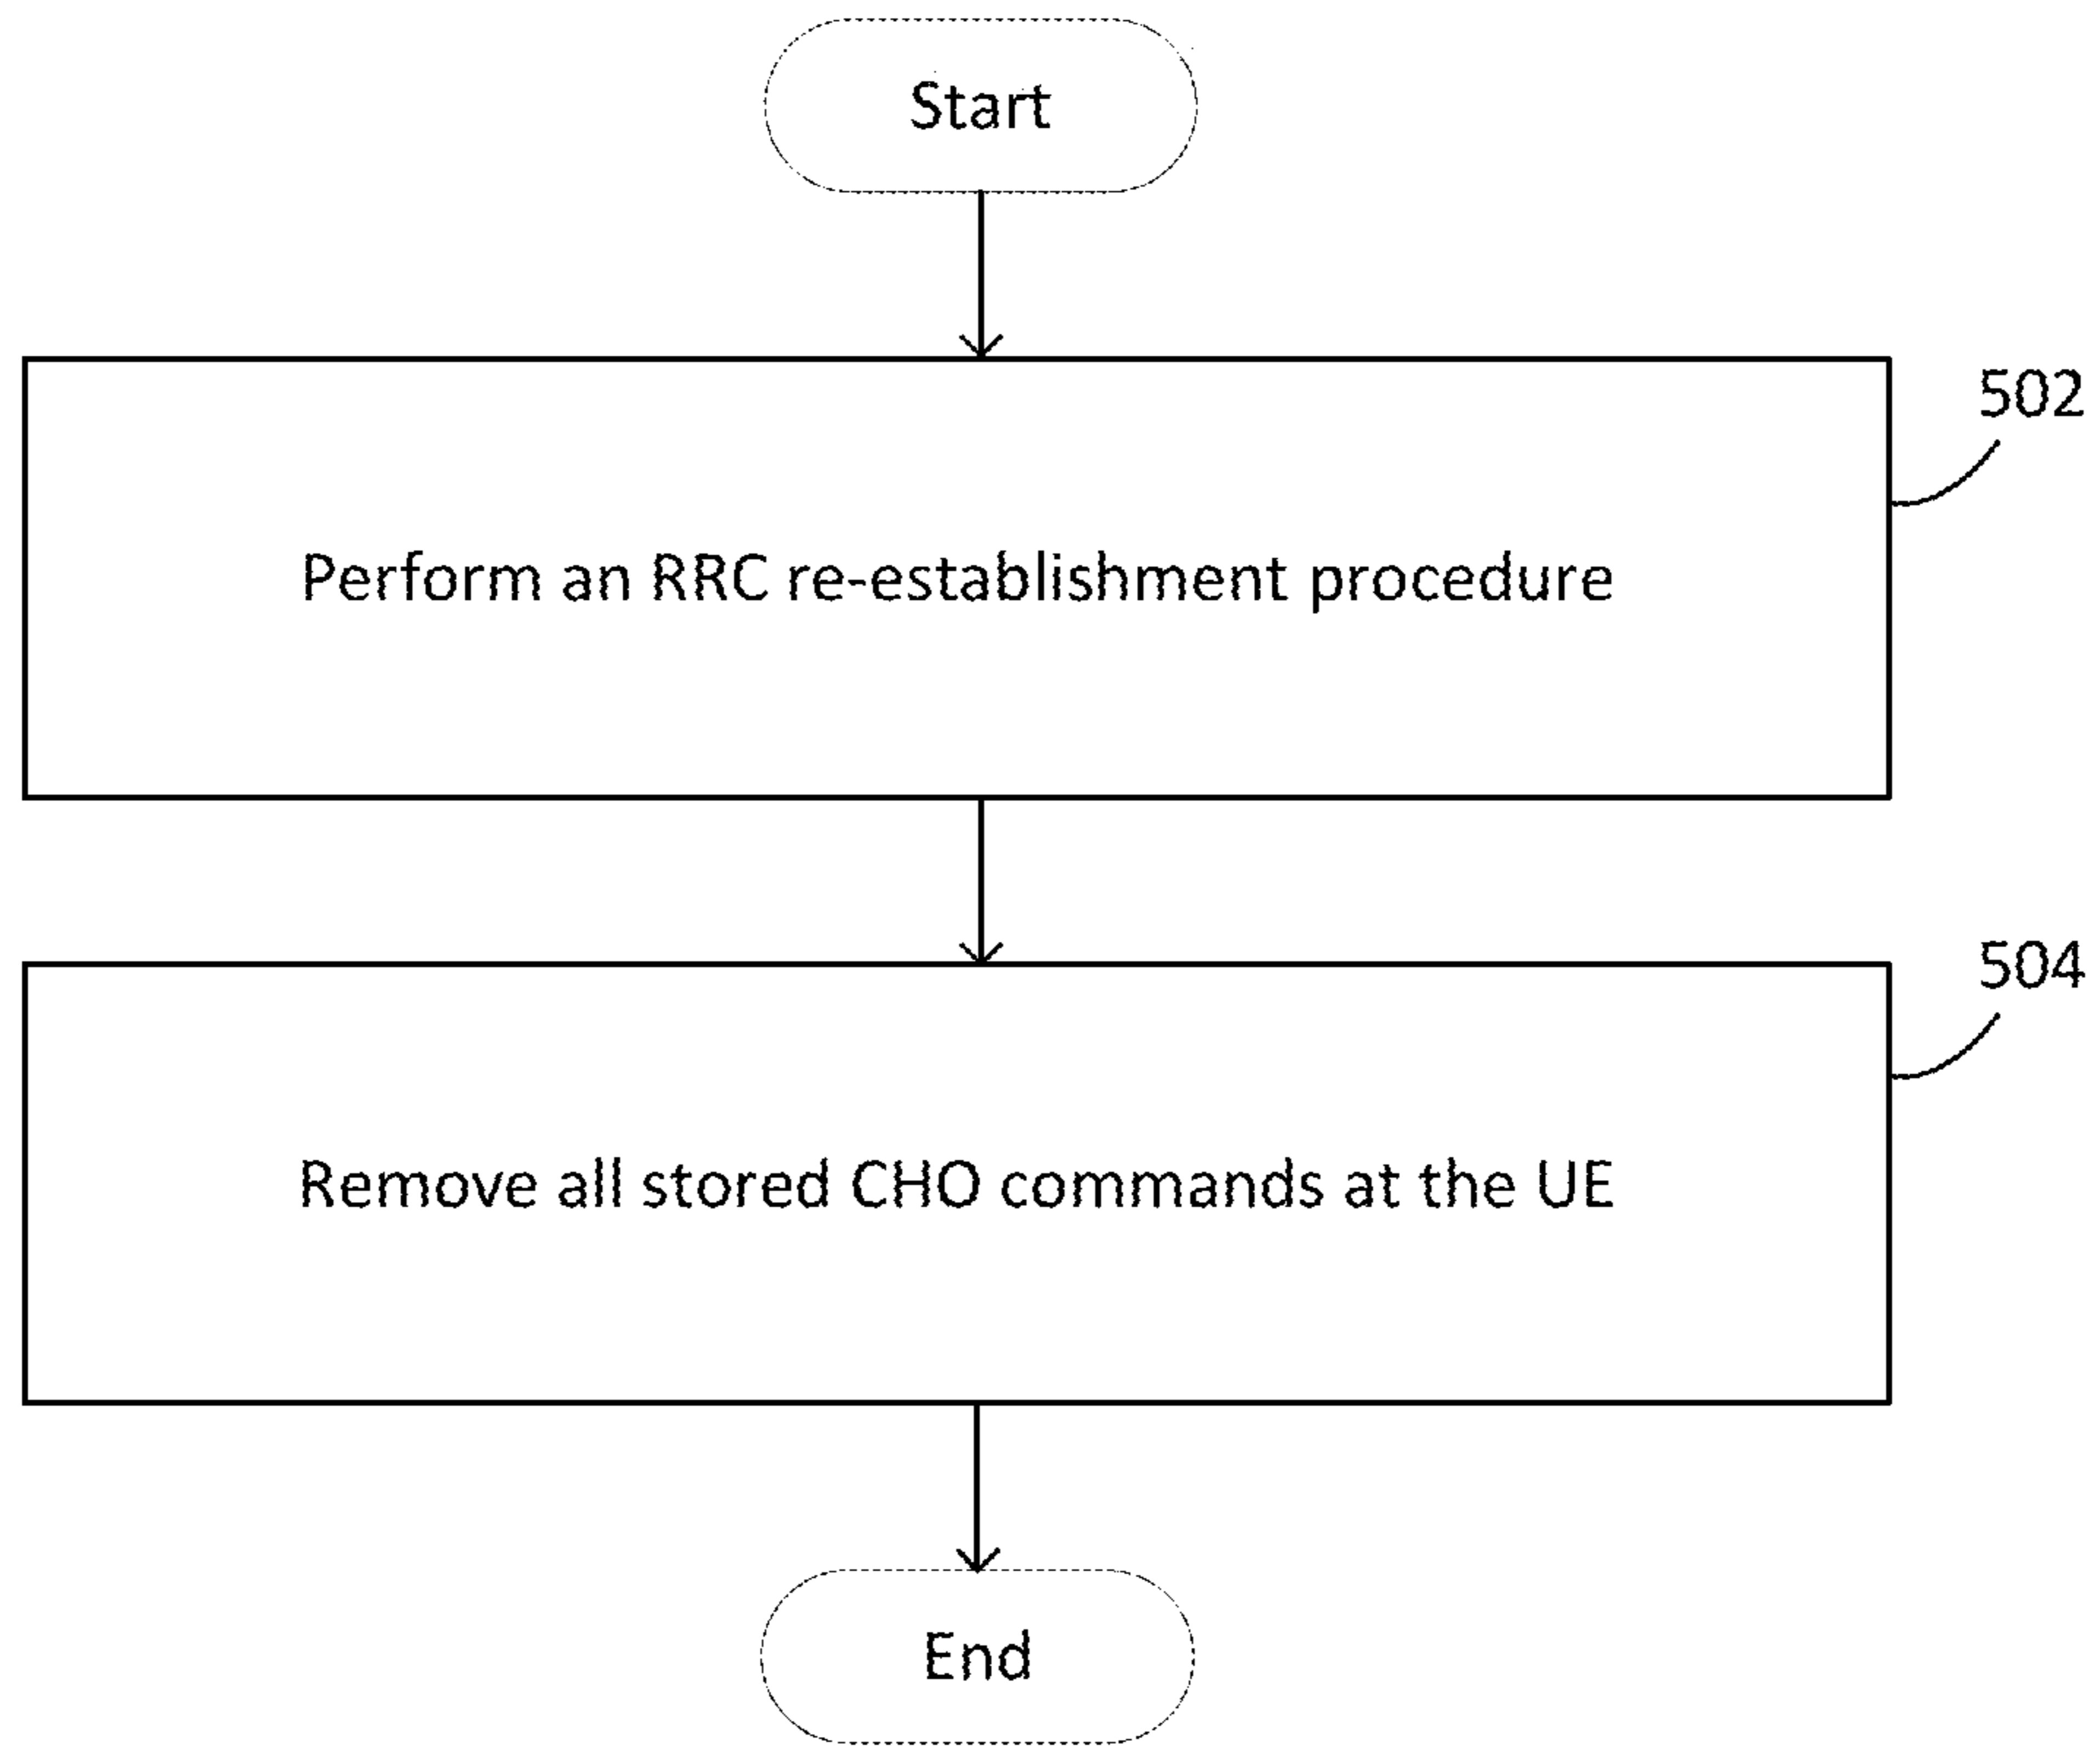 Start
502
Perform an RRC re-establishment procedure
504
Remove all stored CHO commands at the UE
End